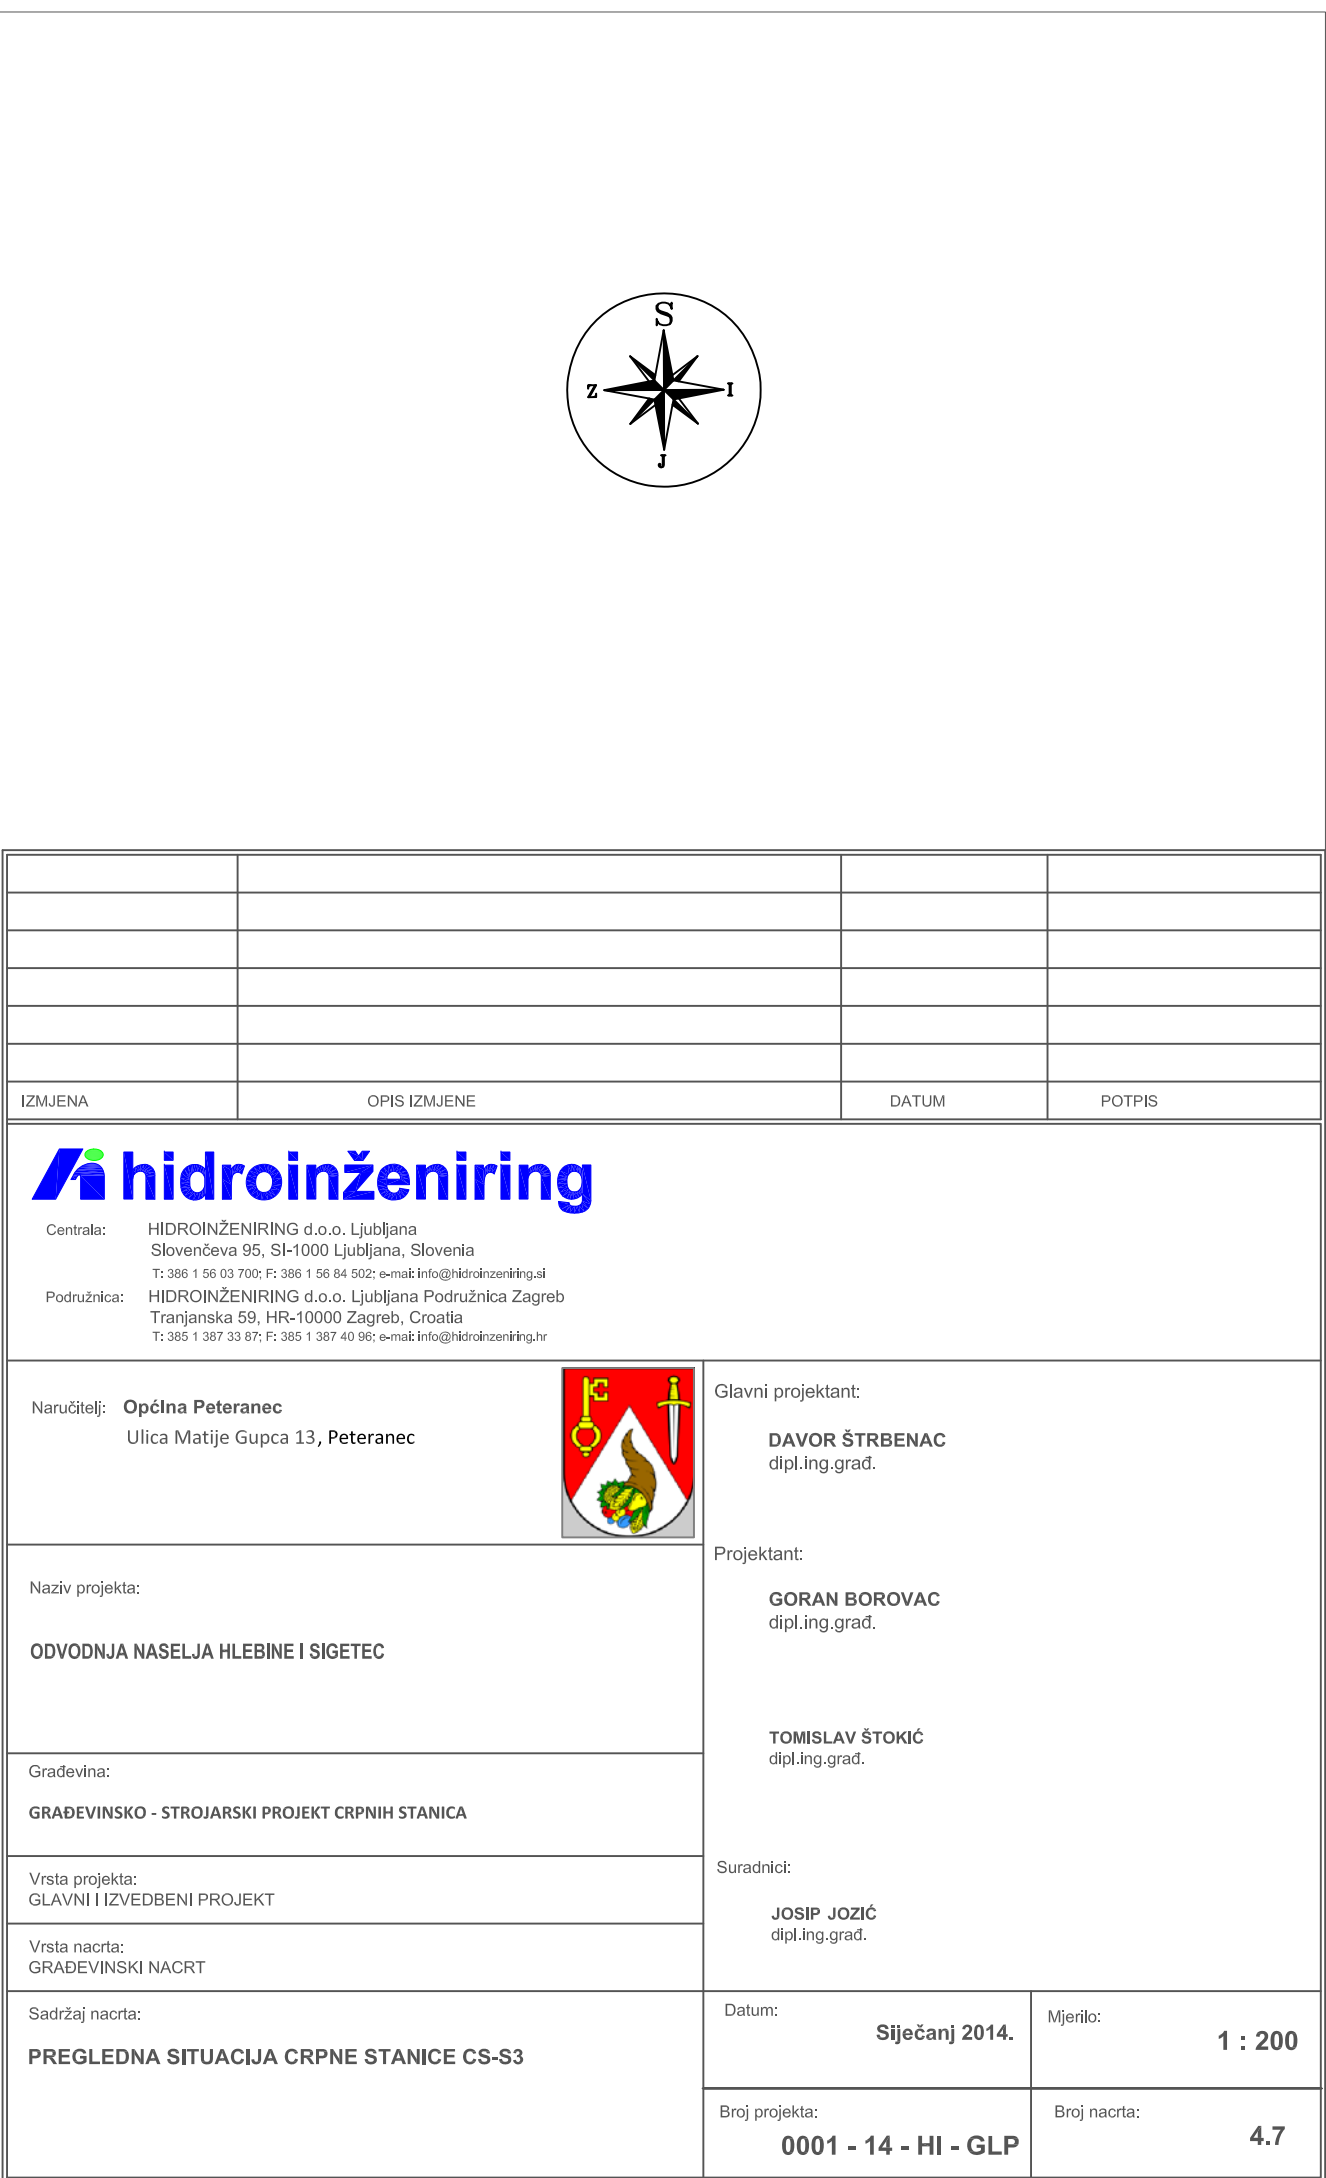 S
Z I
J
IZMJENA OPIS IZMJENE DATUM POTPIS
hidroinženiring
Centrala: HIDROINŽENIRING d.o.o. Ljubljana
Slovenčeva 95, SI-1000 Ljubljana, Slovenia
T: 386 1 56 03 700; F: 386 1 56 84 502; e-mai: info@hidroinzeniring.si
Podružnica: HIDROINŽENIRING d.o.o. Ljubljana Podružnica Zagreb
Tranjanska 59, HR-10000 Zagreb, Croatia
T: 385 1 387 33 87; F: 385 1 387 40 96; e-mai: info@hidroinzeniring.hr
Naručitelj: Općina Peteranec
Ulica Matije Gupca 13, Peteranec
Naziv projekta:
ODVODNJA NASELJA HLEBINE I SIGETEC
Građevina:
GRAĐEVINSKO - STROJARSKI PROJEKT CRPNIH STANICA
Vrsta projekta:
GLAVNI I IZVEDBENI PROJEKT
Vrsta nacrta:
GRAĐEVINSKI NACRT
Sadržaj nacrta:
PREGLEDNA SITUACIJA CRPNE STANICE CS-S3
Glavni projektant:
DAVOR ŠTRBENAC
dipl.ing.građ.
Projektant:
GORAN BOROVAC
dipl.ing.građ.
TOMISLAV ŠTOKIĆ
dipl.ing.građ.
Suradnici:
JOSIP JOZIĆ
dipl.ing.građ.
Datum:
Siječanj 2014.
Mjerilo:
1 : 200
Broj projekta:
0001 - 14 - HI - GLP
Broj nacrta:
4.7